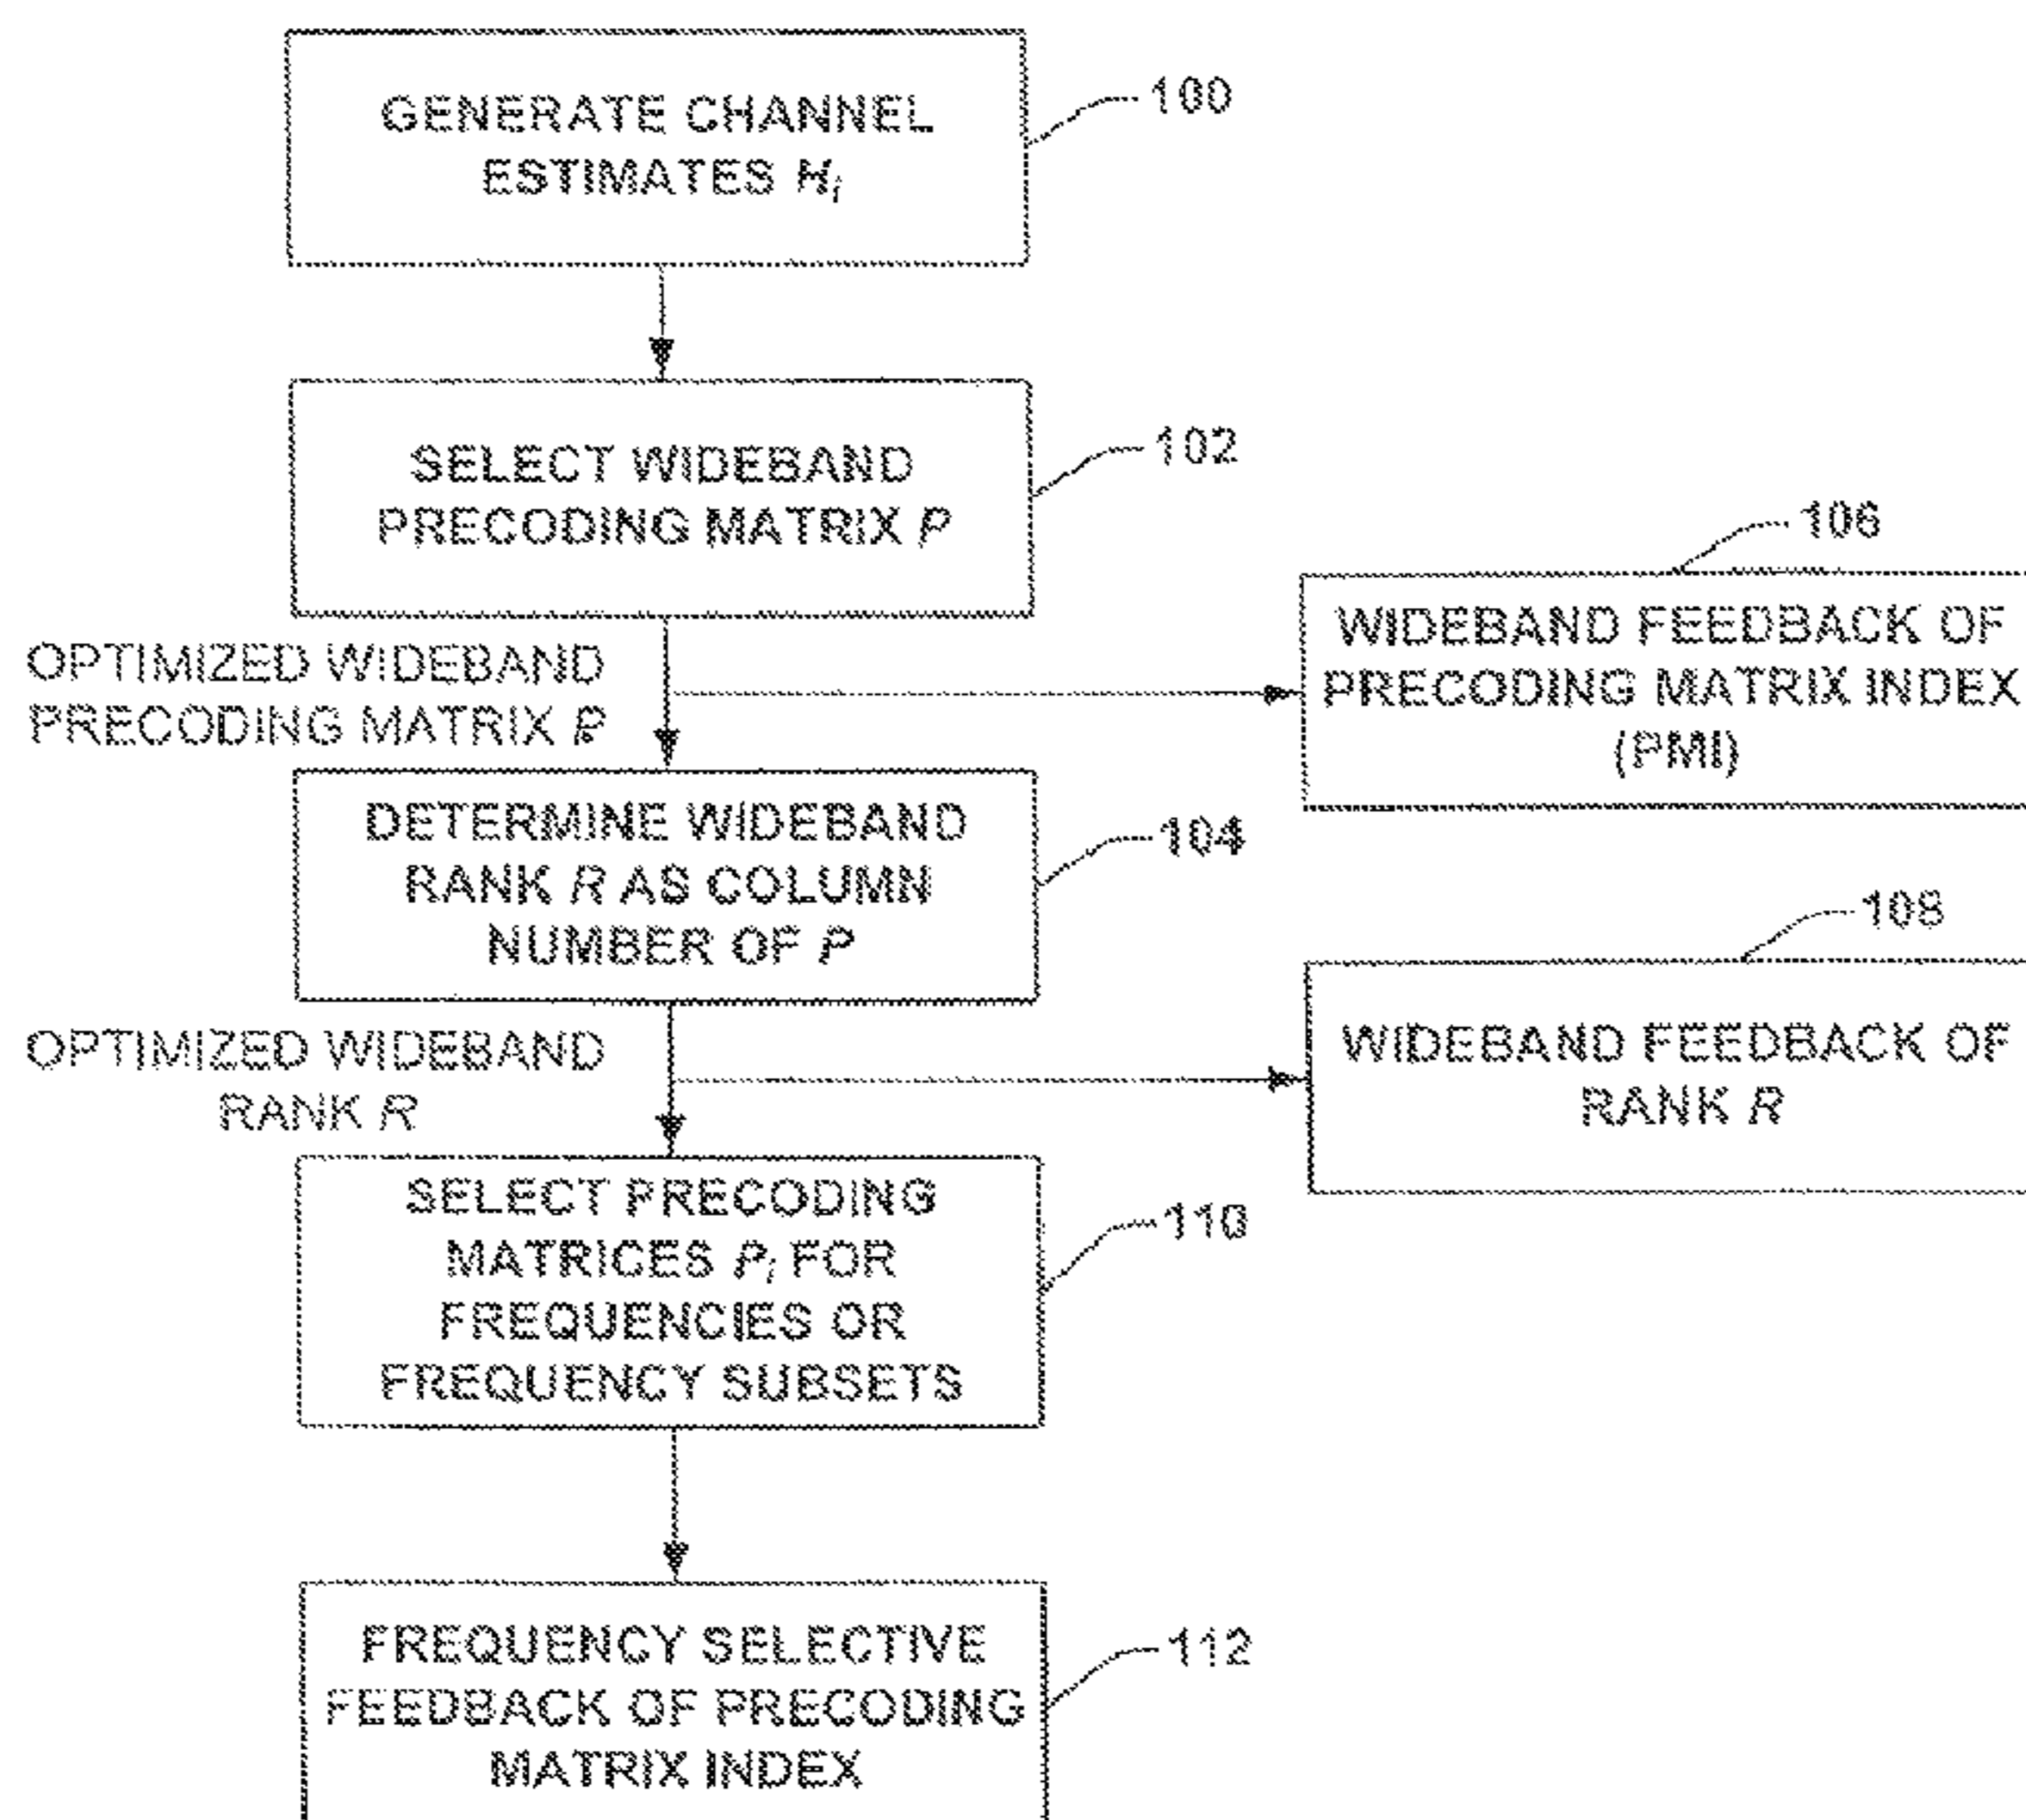 GENERATE CHANNEL
ESTIMATES Hi
100
SELECT WIDEBAND
PRECODING MATRIX P
102
OPTIMIZED WIDEBAND
PRECODING MATRIX P
106
WIDEBAND FEEDBACK OF
PRECODING MATRIX INDEX
(PMI)
DETERMINE WIDEBAND
RANK R AS COLUMN
NUMBER OF P
104
OPTIMIZED WIDEBAND
RANK R
108
WIDEBAND FEEDBACK OF
RANK R
SELECT PRECODING
MATRICES Pi FOR
FREQUENCIES OR
FREQUENCY SUBSETS
110
FREQUENCY SELECTIVE
FEEDBACK OF PRECODING
MATRIX INDEX
112